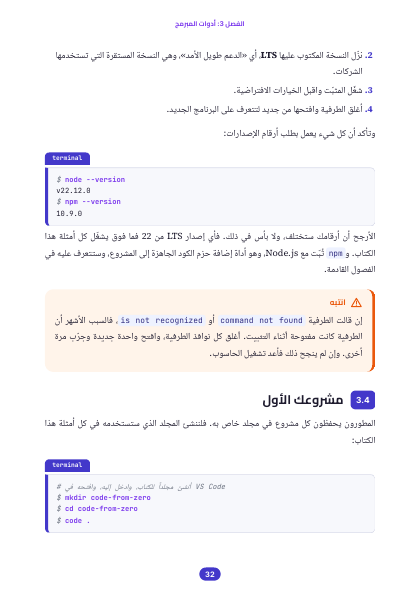 الفصل 3: أدوات المبرمج
2. نزّل النسخة المكتوب عليها LTS، أي «الدعم طويل الأمد»، وهي النسخة المستقرة التي تستخدمها
الشركات.
3. شغّل المثبّت واقبل الخيارات الافتراضية.
4. أغلق الطرفية وافتحها من جديد لتتعرف على البرنامج الجديد.
وتأكد أن كل شيء يعمل بطلب أرقام الإصدارات:
terminal
$ node --version
v22.12.0
$ npm --version
10.9.0
الأرجح أن أرقامك ستختلف، ولا بأس في ذلك. فأي إصدار LTS من 22 فما فوق يشغّل كل أمثلة هذا
الكتاب. و npm ثُبّت مع Node.js، وهو أداة إضافة حزم الكود الجاهزة إلى المشروع، وستتعرف عليه في
الفصول القادمة.
انتبه
إن قالت الطرفية command not found أو is not recognized، فالسبب الأشهر أن
الطرفية كانت مفتوحة أثناء التثبيت. أغلق كل نوافذ الطرفية، وافتح واحدة جديدة وجرّب مرة
أخرى. وإن لم ينجح ذلك فأعد تشغيل الحاسوب.
3.4 مشروعك الأول
المطورون يحفظون كل مشروع في مجلد خاص به. فلننشئ المجلد الذي ستستخدمه في كل أمثلة هذا
الكتاب:
terminal
# أنشئ مجلداً للكتاب، وادخل إليه، وافتحه في VS Code
$ mkdir code-from-zero
$ cd code-from-zero
$ code .
32